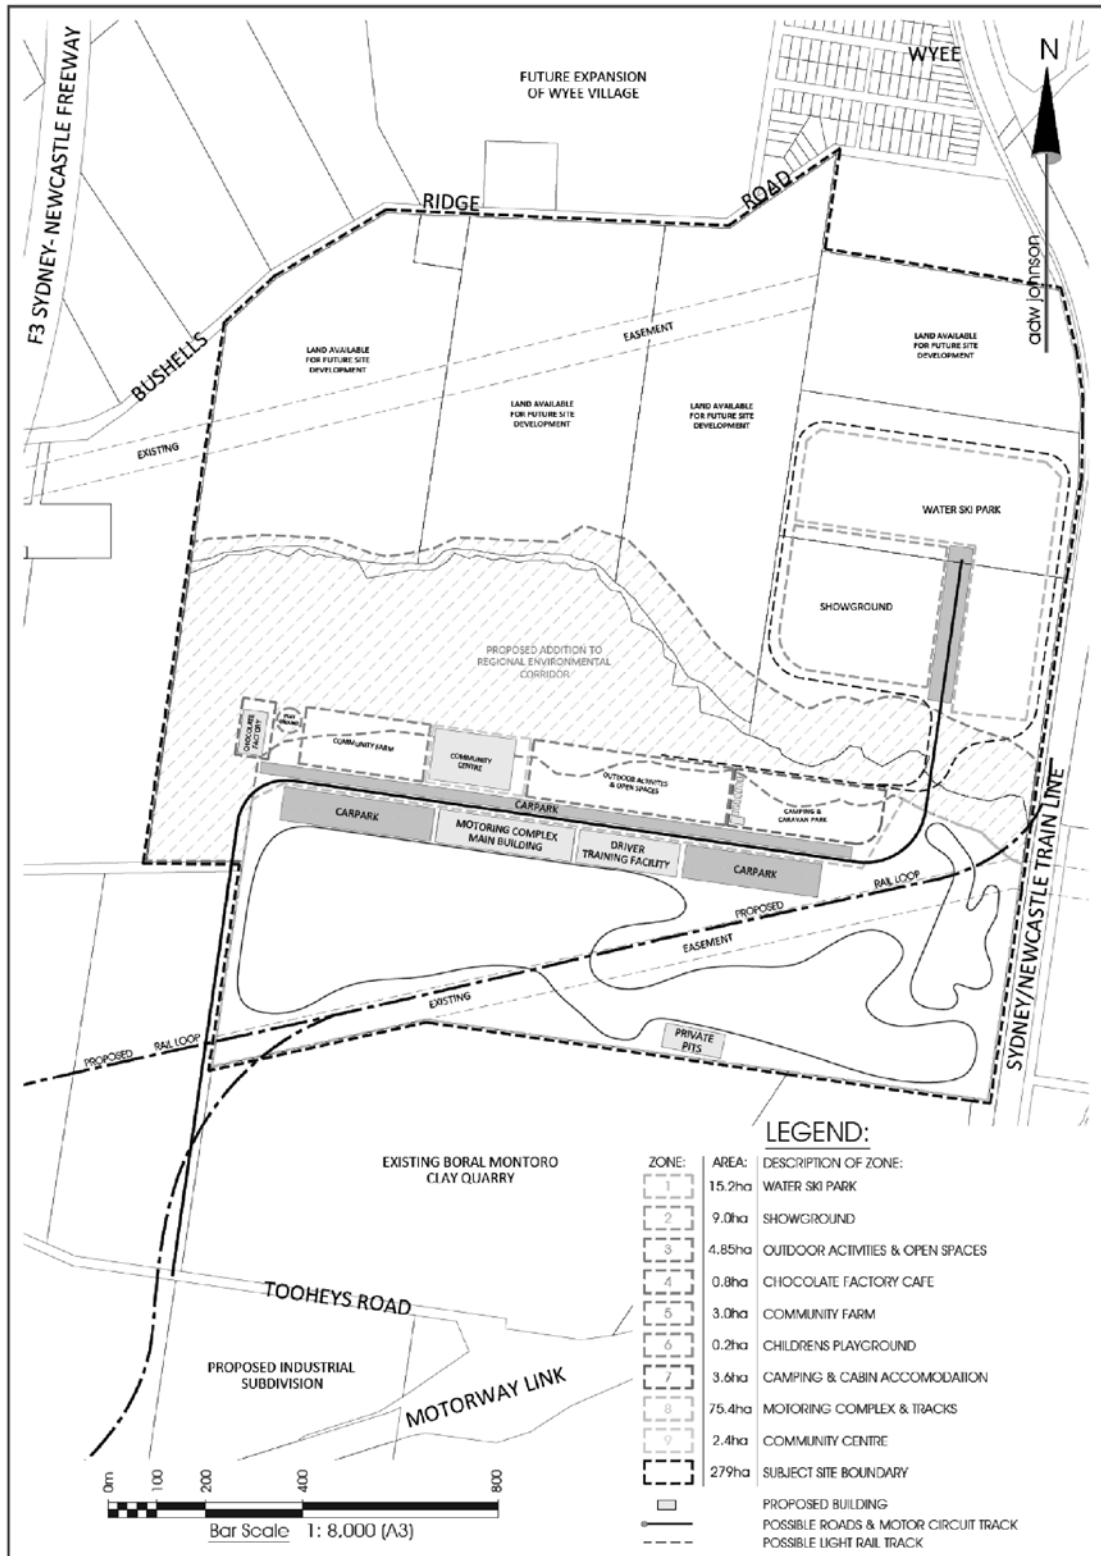 WYEE
N
adw johnson
FUTURE EXPANSION
OF WYEE VILLAGE
F3 SYDNEY- NEWCASTLE FREEWAY
BUSHELLS
RIDGE
ROAD
EASEMENT
EXISTING
LAND AVAILABLE
FOR FUTURE SITE
DEVELOPMENT
LAND AVAILABLE
FOR FUTURE SITE
DEVELOPMENT
LAND AVAILABLE
FOR FUTURE SITE
DEVELOPMENT
LAND AVAILABLE
FOR FUTURE SITE
DEVELOPMENT
WATER SKI PARK
SHOWGROUND
PROPOSED ADDITION TO
REGIONAL ENVIRONMENTAL
CORRIDOR
CHOCOLATE
FACTORY
COMMUNITY FARM
COMMUNITY
CENTRE
OUTDOOR ACTIVITIES
& OPEN SPACES
CAMPING &
CARAVAN PARK
CARPARK
CARPARK
MOTORING COMPLEX
MAIN BUILDING
DRIVER
TRAINING FACILITY
CARPARK
PROPOSED
RAIL LOOP
EASEMENT
EXISTING
PROPOSED
RAIL LOOP
PRIVATE
PITS
SYDNEY/NEWCASTLE TRAIN LINE
EXISTING BORAL MONTORO
CLAY QUARRY
TOOHEYS ROAD
PROPOSED INDUSTRIAL
SUBDIVISION
MOTORWAY LINK
LEGEND:
ZONE: AREA: DESCRIPTION OF ZONE:
1 15.2ha WATER SKI PARK
2 9.0ha SHOWGROUND
3 4.85ha OUTDOOR ACTIVITIES & OPEN SPACES
4 0.8ha CHOCOLATE FACTORY CAFE
5 3.0ha COMMUNITY FARM
6 0.2ha CHILDRENS PLAYGROUND
7 3.6ha CAMPING & CABIN ACCOMODATION
8 75.4ha MOTORING COMPLEX & TRACKS
9 2.4ha COMMUNITY CENTRE
279ha SUBJECT SITE BOUNDARY
PROPOSED BUILDING
POSSIBLE ROADS & MOTOR CIRCUIT TRACK
POSSIBLE LIGHT RAIL TRACK
0m 100 200 400 800
Bar Scale 1: 8,000 (A3)